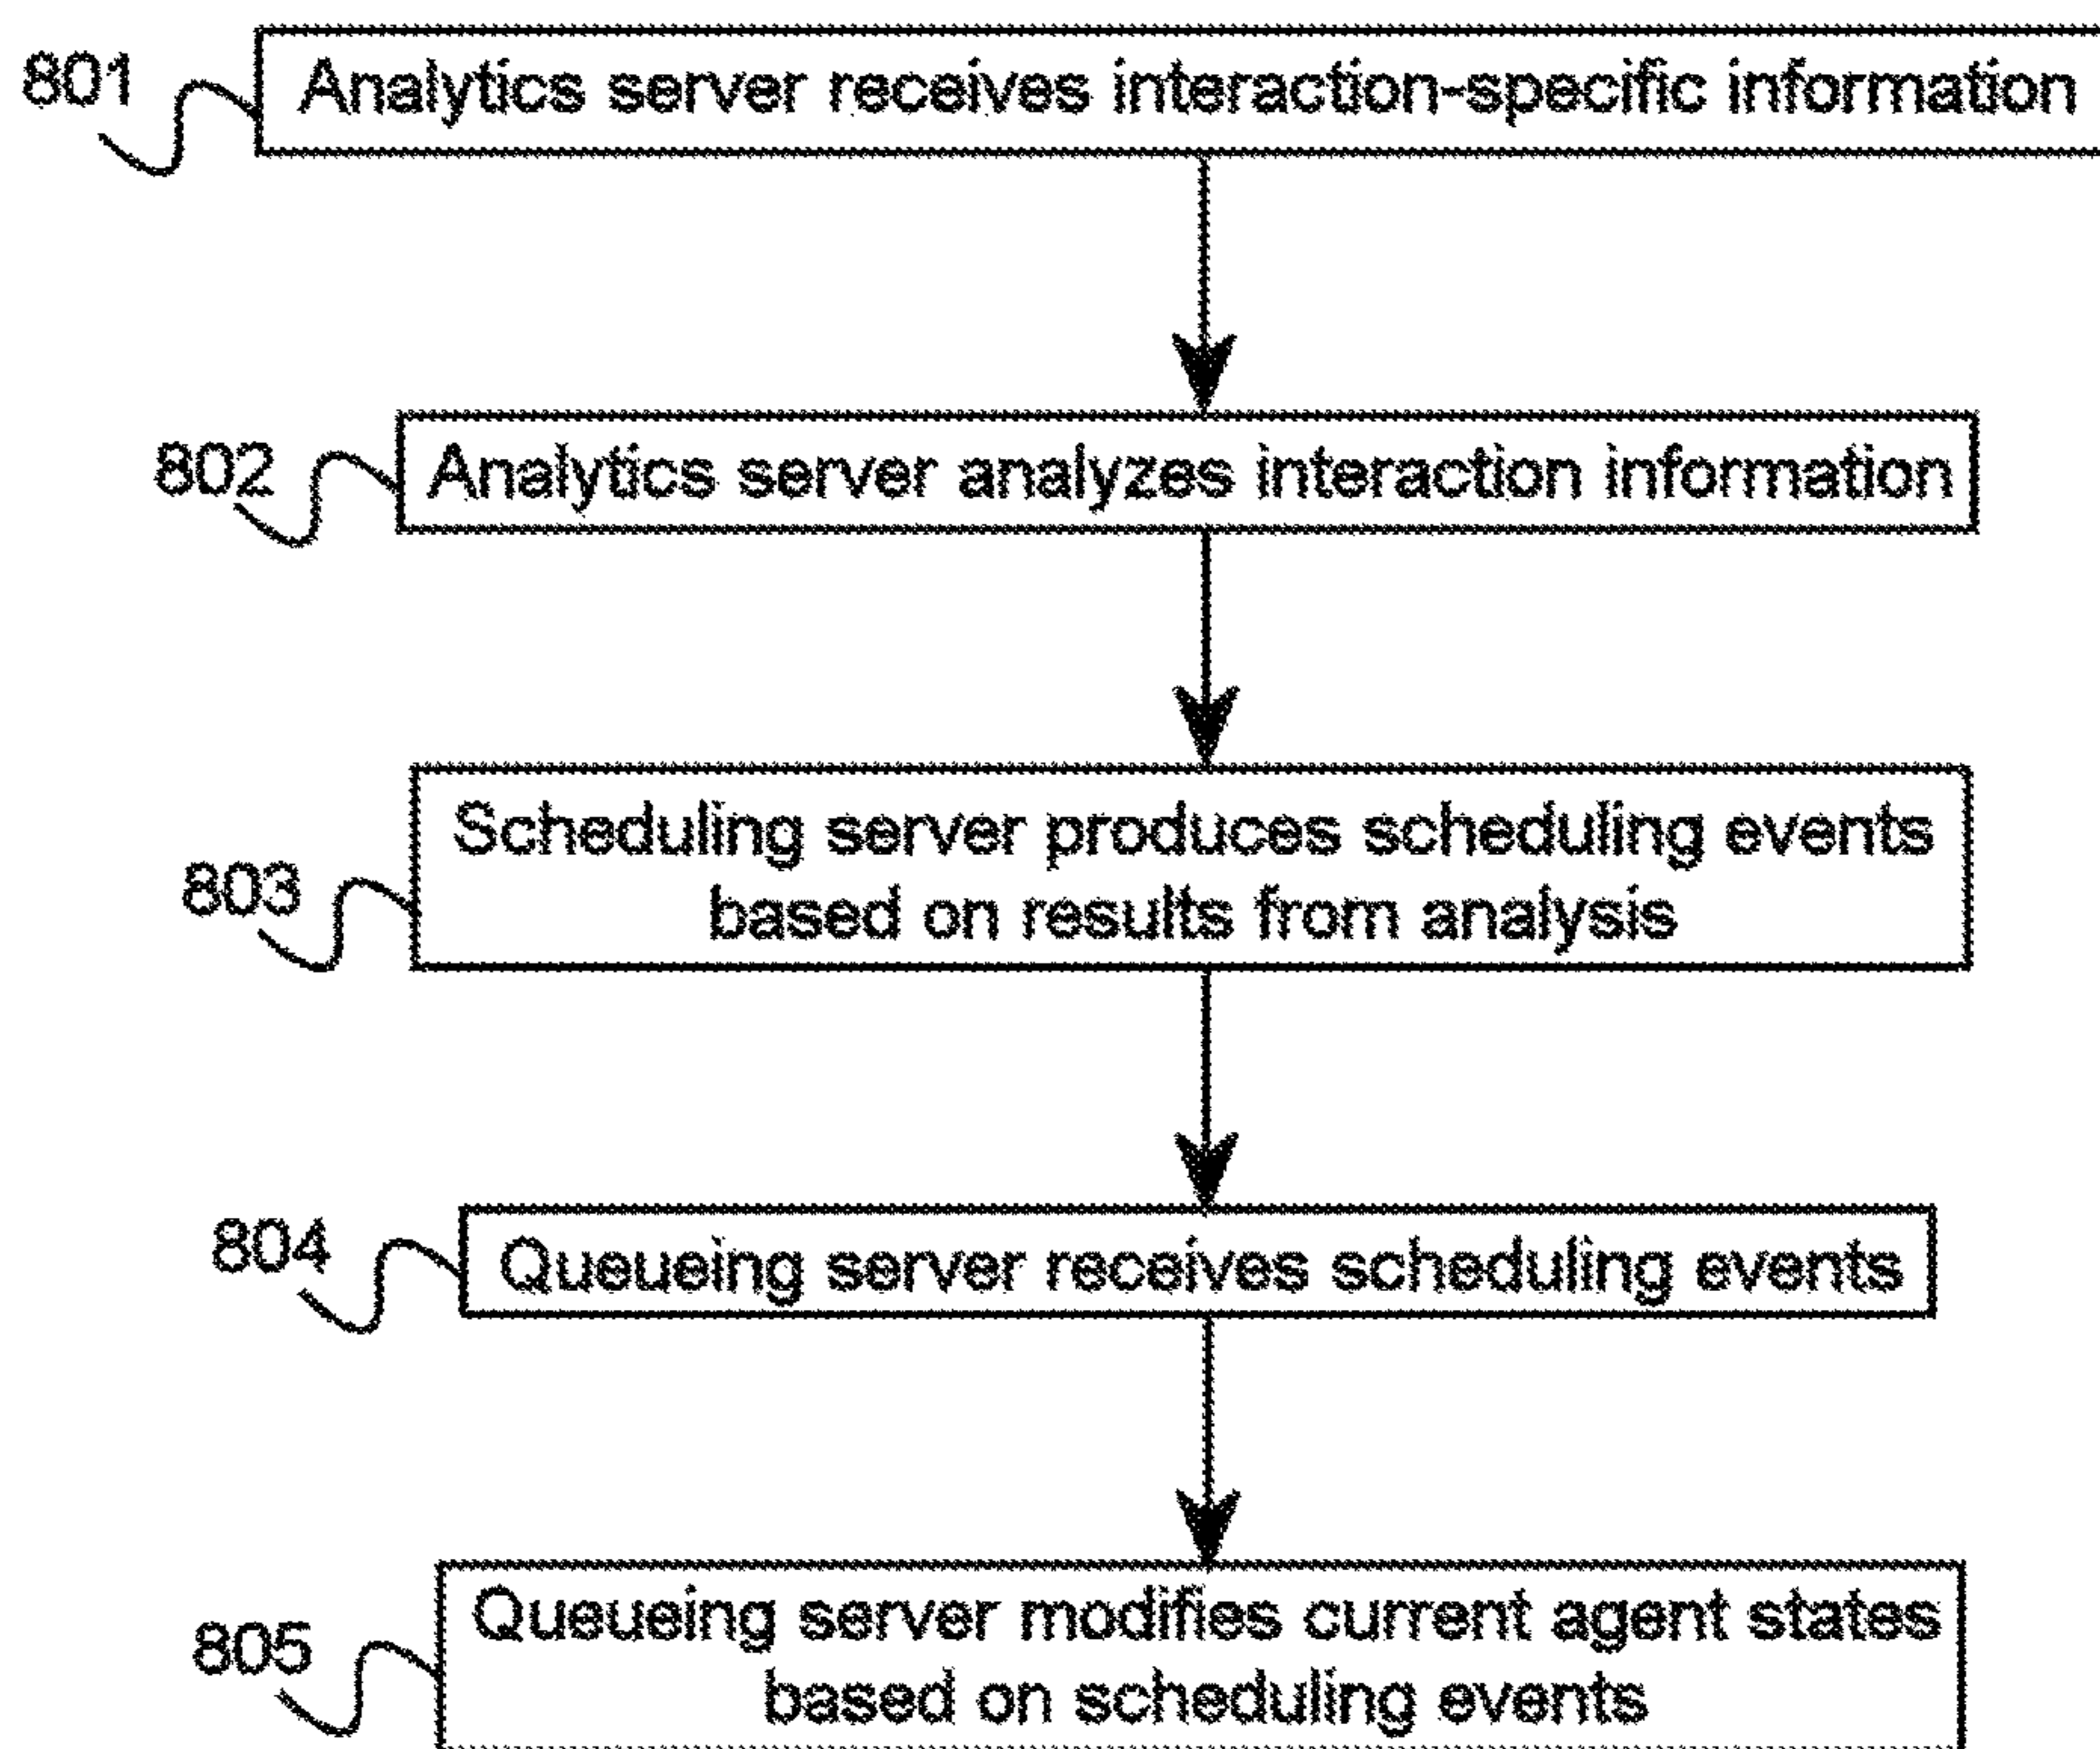 801
Analytics server receives interaction-specific information
802
Analytics server analyzes interaction information
803
Scheduling server produces scheduling events
based on results from analysis
804
Queueing server receives scheduling events
805
Queueing server modifies current agent states
based on scheduling events